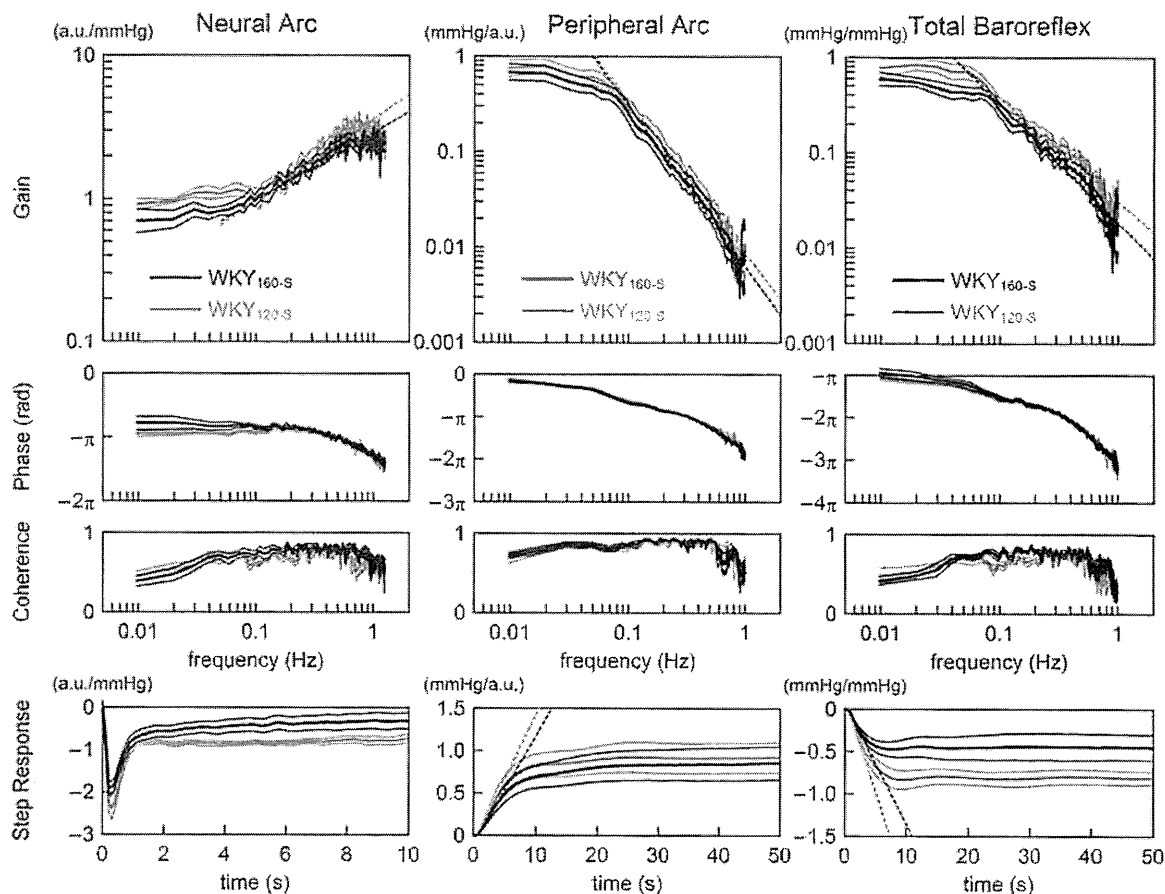 Neural Arc Peripheral Arc Total Baroreflex
(a.u./mmHg) (mmHg/a.u.) (mmHg/mmHg)
Gain
10 1 1
1 0.1 0.1
0.01 0.01
0.1 0.001 0.001
WKY160-S WKY160-S WKY160-S
WKY120-S WKY120-S WKY120-S
Phase (rad)
0 0 −π
−π −π −2π
−2π −2π −3π
−3π −4π
Coherence
1 1 1
0 0 0
0.01 0.1 1 0.01 0.1 1 0.01 0.1 1
frequency (Hz) frequency (Hz) frequency (Hz)
(a.u./mmHg) (mmHg/a.u.) (mmHg/mmHg)
Step Response
0 1.5 0
−1 1.0 −0.5
−2 0.5 −1.0
−3 0 −1.5
0 2 4 6 8 10 0 10 20 30 40 50 0 10 20 30 40 50
time (s) time (s) time (s)